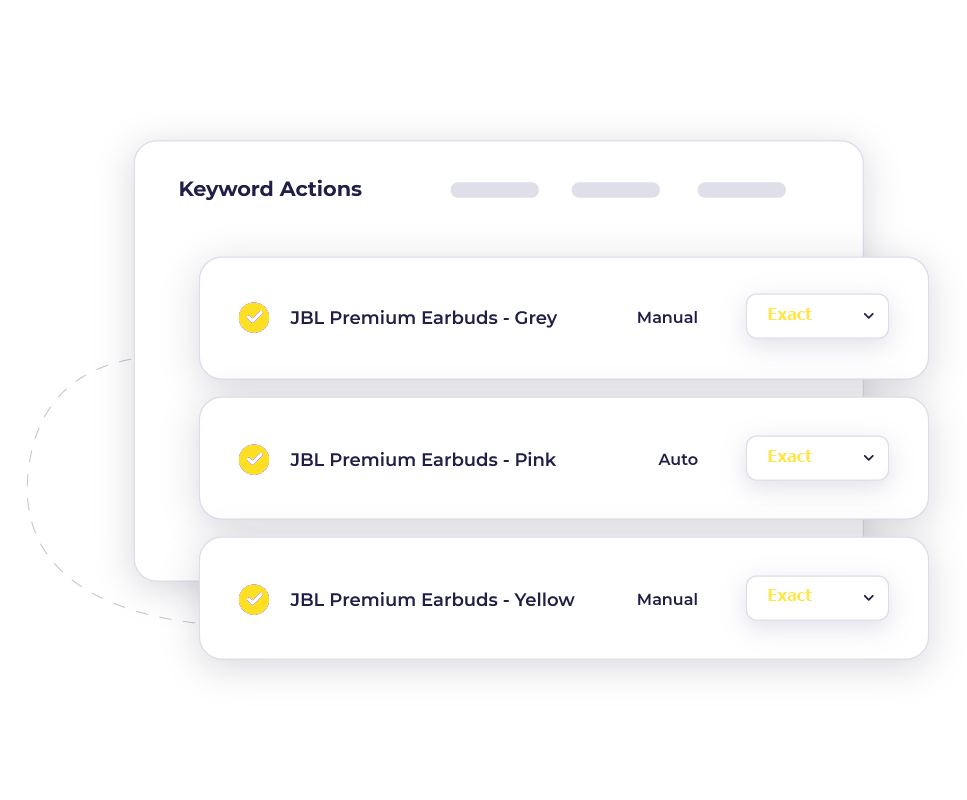 Keyword Actions
JBL Premium Earbuds - Grey Manual Exact
JBL Premium Earbuds - Pink Auto Exact
JBL Premium Earbuds - Yellow Manual Exact